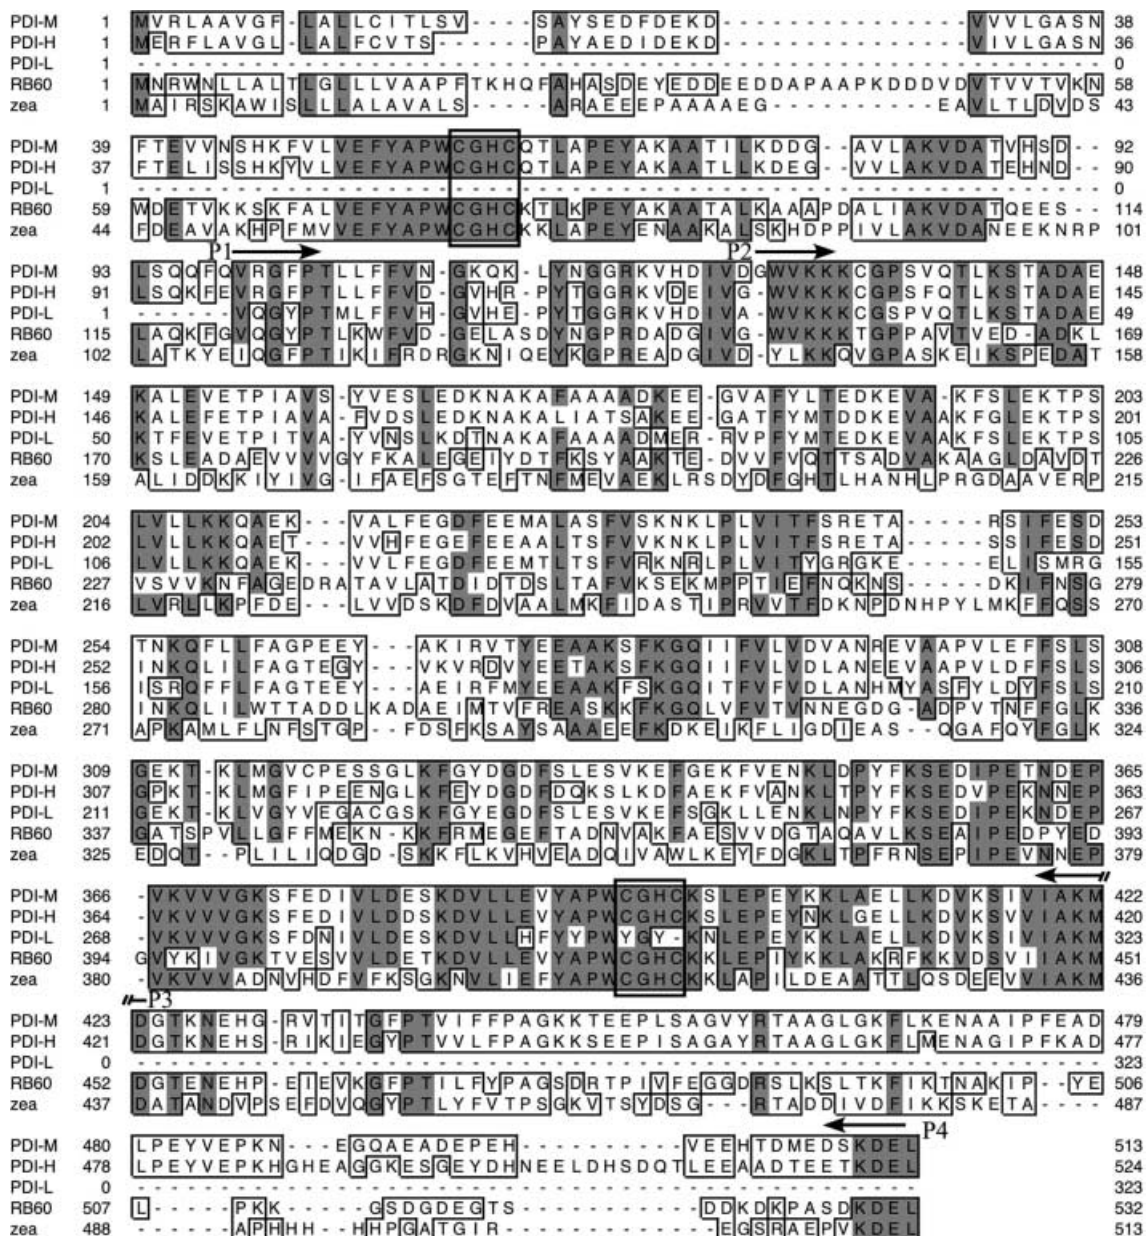 PDI-M 1 MVRLAAVGF-LALLCITLSV----SAYSEDFDEKD---------------VVVLGASN 38
PDI-H 1 MERFLAVGL-LALFCVTS------PAYAEDIDEKD---------------VIVLGASN 36
PDI-L 1 ---------------------------------------------------------- 0
RB60 1 MNRWNLLALTLGLLLVAAPFTKHQFAHASDEYEDDEEDDAPAAPKDDDVDVTVVTVKN 58
zea 1 MAIRSKAWISLLLALAVALS-----ARAEEEPAAAAEG----------EAVLTLDVDS 43
PDI-M 39 FTEVVNSHKFVLVEFYAPWCGHCQTLAPEYAKAATILKDDG--AVLAKVDATVHSD-- 92
PDI-H 37 FTELISSHKYVLVEFYAPWCGHCQTLAPEYAKAATLLKDEG--AVLAKVDATEHND-- 90
PDI-L 1 ---------------------------------------------------------- 0
RB60 59 WDETVKKSKFALVEFYAPWCGHCKTLKPEYAKAATALKAAAPDALIAKVDATQEES-- 114
zea 44 FDEAVAKHPFMVVEFYAPWCGHCKKLAPEYENAAKALSKHDPPIVLAKVDANEEKNRP 101
P1 P2
PDI-M 93 LSQQFQVRGFPTLLFFVN-GKQK-LYNGGRKVHDIVDGWVKKKCGPSVQTLKSTADAE 148
PDI-H 91 LSQKFEVRGFPTLLFFVD-GVHR-PYTGGRKVDEIVG-WVKKKCGPSFQTLKSTADAE 145
PDI-L 1 ------VQGYPTMLFFVH-GVHE-PYTGGRKVHDIVA-WVKKKCGSPVQTLKSTADAE 49
RB60 115 LAQKFGVQGYPTLKWFVD-GELASDYNGPRDADGIVG-WVKKKTGPPAVTVED-ADKL 169
zea 102 LATKYEIQGFPTIKIFRDRGKNIQEYKGPREADGIVD-YLKKQVGPASKEIKSPEDAT 158
PDI-M 149 KALEVETPIAVS-YVESLEDKNAKAFAAAADKEE-GVAFYLTEDKEVA-KFSLEKTPS 203
PDI-H 146 KALEFETPIAVA-FVDSLEDKNAKALIATSAKEE-GATFYMTDDKEVAAKFGLEKTPS 201
PDI-L 50 KTFEVETPITVA-YVNSLKDTNAKAFAAAADMER-RVPFYMTEDKEVAAKFSLEKTPS 105
RB60 170 KSLEADAEVVVVGYFKALEGEIYDTFKSYAAKTE-DVVFVQTTSADVAKAAGLDAVDT 226
zea 159 ALIDDKKIYIVG-IFAEFSGTEFTNFMEVAEKLRSDYDFGHTLHANHLPRGDAAVERP 215
PDI-M 204 LVLLKKQAEK---VALFEGDFEEMALASFVSKNKLPLVITFSRETA-----RSIFESD 253
PDI-H 202 LVLLKKQAET---VVHFEGEFEEAALTSFVVKNKLPLVITFSRETA-----SSIFESD 251
PDI-L 106 LVLLKKQAEK---VVLFEGDFEEMTLTSFVRKNRLPLVITYGRGKE-----ELISMRG 155
RB60 227 VSVVKNFAGEDRATAVLATDIDTDSLTAFVKSEKMPPTIEFNQKNS-----DKIFNSG 279
zea 216 LVRLLKPFDE---LVVDSKDFDVAALMKFIDASTIPRVVTFDKNPDNHPYLMKFFQSS 270
PDI-M 254 TNKQFLLFAGPEEY---AKIRVTYEEAAKSFKGQIIFVLVDVANREVAAPVLEFFSLS 308
PDI-H 252 INKQLILFAGTEGY---VKVRDVYEETAKSFKGQIIFVLVDLANEEVAAPVLDFFSLS 306
PDI-L 156 ISRQFFLFAGTEEY---AEIRFMYEEAAKFSKGQITFVFVDLANHMYASFYLDYFSLS 210
RB60 280 INKQLILWTTADDLKADAEIMTVFREASKKFKGQLVFVTVNNEGDG-ADPVTNFFGLK 336
zea 271 APKAMLFLNFSTGP---FDSFKSAYSAAAEEFKDKEIKFLIGDIEAS--QGAFQYFGLK 324
PDI-M 309 GEKT-KLMGVCPESSGLKFGYDGDFSLESVKEFGEKFVENKLDPYFKSEDIPETNDEP 365
PDI-H 307 GPKT-KLMGFIPEENGLKFEYDGDFDQKSLKDFAEKFVANKLTPYFKSEDVPEKNNEP 363
PDI-L 211 GEKT-KLVGYVEGACGSKFGYEGDFSLESVKEFSGKLLENKLNPYFKSEDIPEKNDEP 267
RB60 337 GATSPVLLGFFMEKN-KKFRMEGEFTADNVAKFAESVVDGTAQAVLKSEAIPEDPYED 393
zea 325 EDQT--PLILIQDGD-SKKFLKVHVEADQIVAWLKEYFDGKLTPFRNSEPIPEVNNEP 379
PDI-M 366 -VKVVVGKSFEDIVLDESKDVLLEVYAPWCGHCKSLEPEYKKLAELLKDVKSIVIAKM 422
PDI-H 364 -VKVVVGKSFEDIVLDESKDVLLEVYAPWCGHCKSLEPEYNKLGELLKDVKSVVIAKM 420
PDI-L 268 -VKVVVGKSFDNIVLDESKDVLLHFYYPWYGY-KNLEPEYKKLAELLKDVKSIVIAKM 323
RB60 394 GVYKIVGKTVESVVLDETKDVLLEVYAPWCGHCKKLEPIYKKLAKRFKKVDSVIIAKM 451
zea 380 -VKVVVADNVHDFVFKSGKNVLIEFYAPWCGHCKKLAPILDEAATTLQSDEEVVIAKM 436
P3
PDI-M 423 DGTKNEHG-RVTITGFPTVIFFPAGKKTEEPLSAGVYRTAAGLGKFLKENAAIPFEAD 479
PDI-H 421 DGTKNEHS-RIKIEGYPTVVLFPAGKKSEEPISAGAYRTAAGLGKFLMENAGIPFKAD 477
PDI-L 0 ---------------------------------------------------------- 323
RB60 452 DGTENEHP-EIEVKGFPTILFYPAGSDRTPIVFEGGDRSLKSLTKFIKTNAKIP--YE 506
zea 437 DATANDVPSEFDVQGYPTLYFVTPSGKVTSYDSG----RTADDIVDFIKKSKETA---- 487
P4
PDI-M 480 LPEYVEPKN---EGQAEADEPEH----------VEEHTDMEDSKDEL 513
PDI-H 478 LPEYVEPKHGHEAGGKESGEYDHNEELDHSDQTLEEAADTEETKDEL 524
PDI-L 0 ----------------------------------------------- 323
RB60 507 L-----PKK-----GSDGDEGTS-----------DDKDKPASDKDEL 532
zea 488 ------APHHH-HHPGATGIR-------------EGSRAEPVKDEL 513